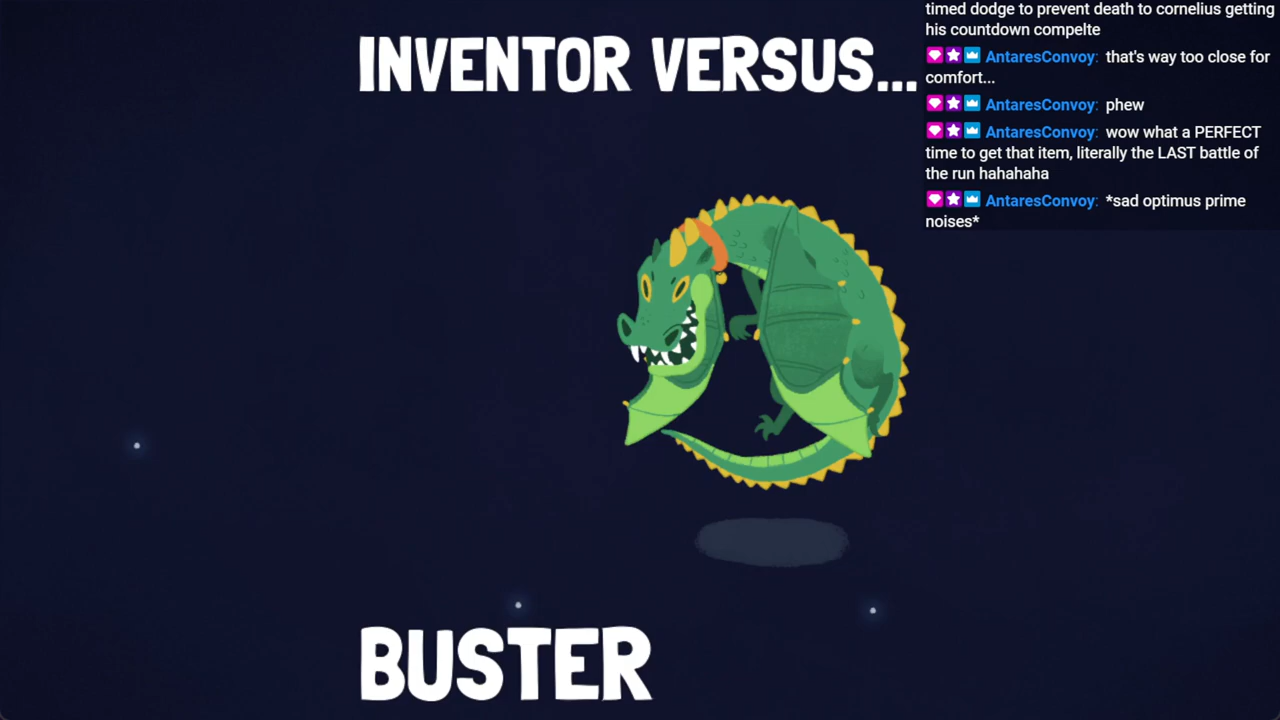 INVENTOR VERSUS...
timed dodge to prevent death to cornelius getting
his countdown compelte
AntaresConvoy: that's way too close for
comfort...
AntaresConvoy: phew
AntaresConvoy: wow what a PERFECT
time to get that item, literally the LAST battle of
the run hahahaha
AntaresConvoy: *sad optimus prime
noises*
BUSTER